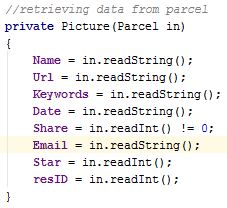 //retrieving data from parcel
private Picture(Parcel in)
{
    Name = in.readString();
    Url = in.readString();
    Keywords = in.readString();
    Date = in.readString();
    Share = in.readInt() != 0;
    Email = in.readString();
    Star = in.readInt();
    resID = in.readInt();
}